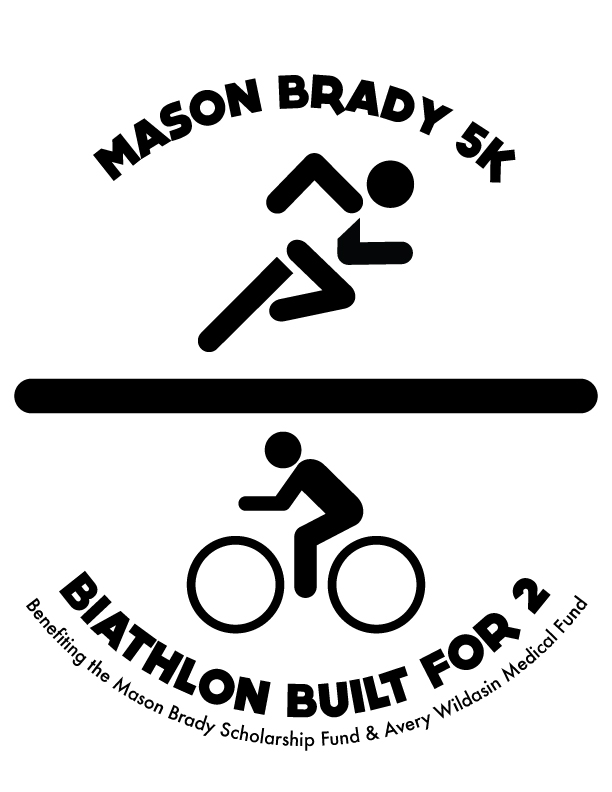 MASON BRADY 5K
BIATHLON BUILT FOR 2
Benefiting the Mason Brady Scholarship Fund & Avery Wildasin Medical Fund